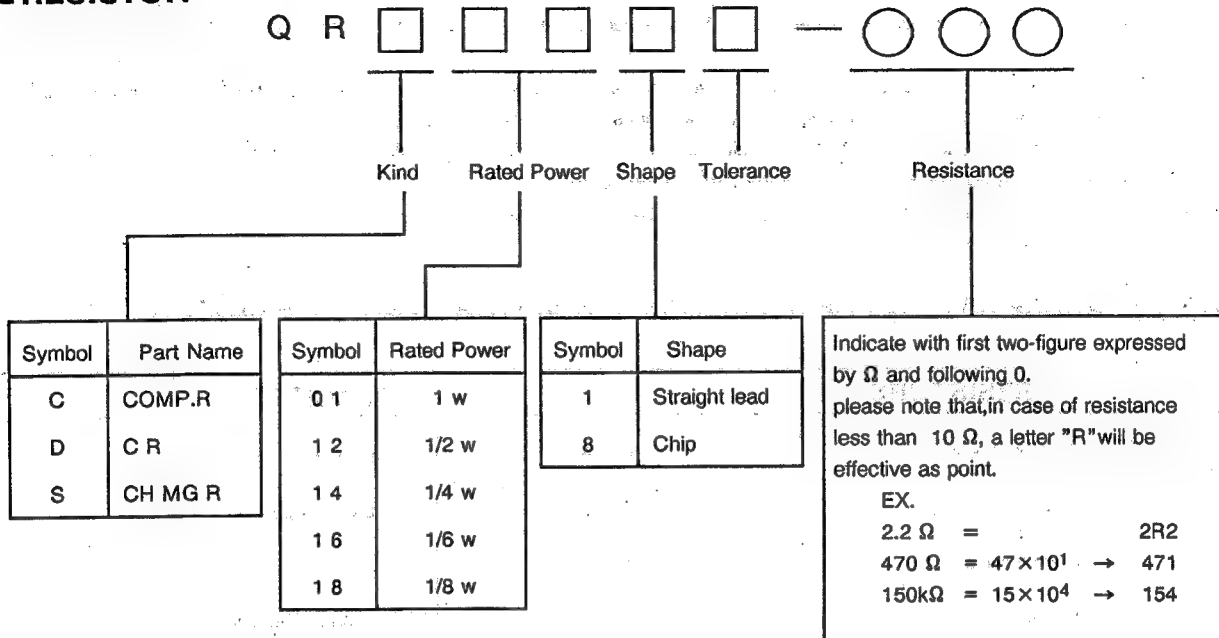 Q R □ □ □ □ □ — ○ ○ ○
Kind Rated Power Shape Tolerance Resistance
Symbol Part Name
C COMP.R
D C R
S CH MG R
Symbol Rated Power
0 1 1 w
1 2 1/2 w
1 4 1/4 w
1 6 1/6 w
1 8 1/8 w
Symbol Shape
1 Straight lead
8 Chip
Indicate with first two-figure expressed
by Ω and following 0.
please note that,in case of resistance
less than 10 Ω, a letter "R"will be
effective as point.
EX.
2.2 Ω = 2R2
470 Ω = 47×10¹ → 471
150kΩ = 15×10⁴ → 154